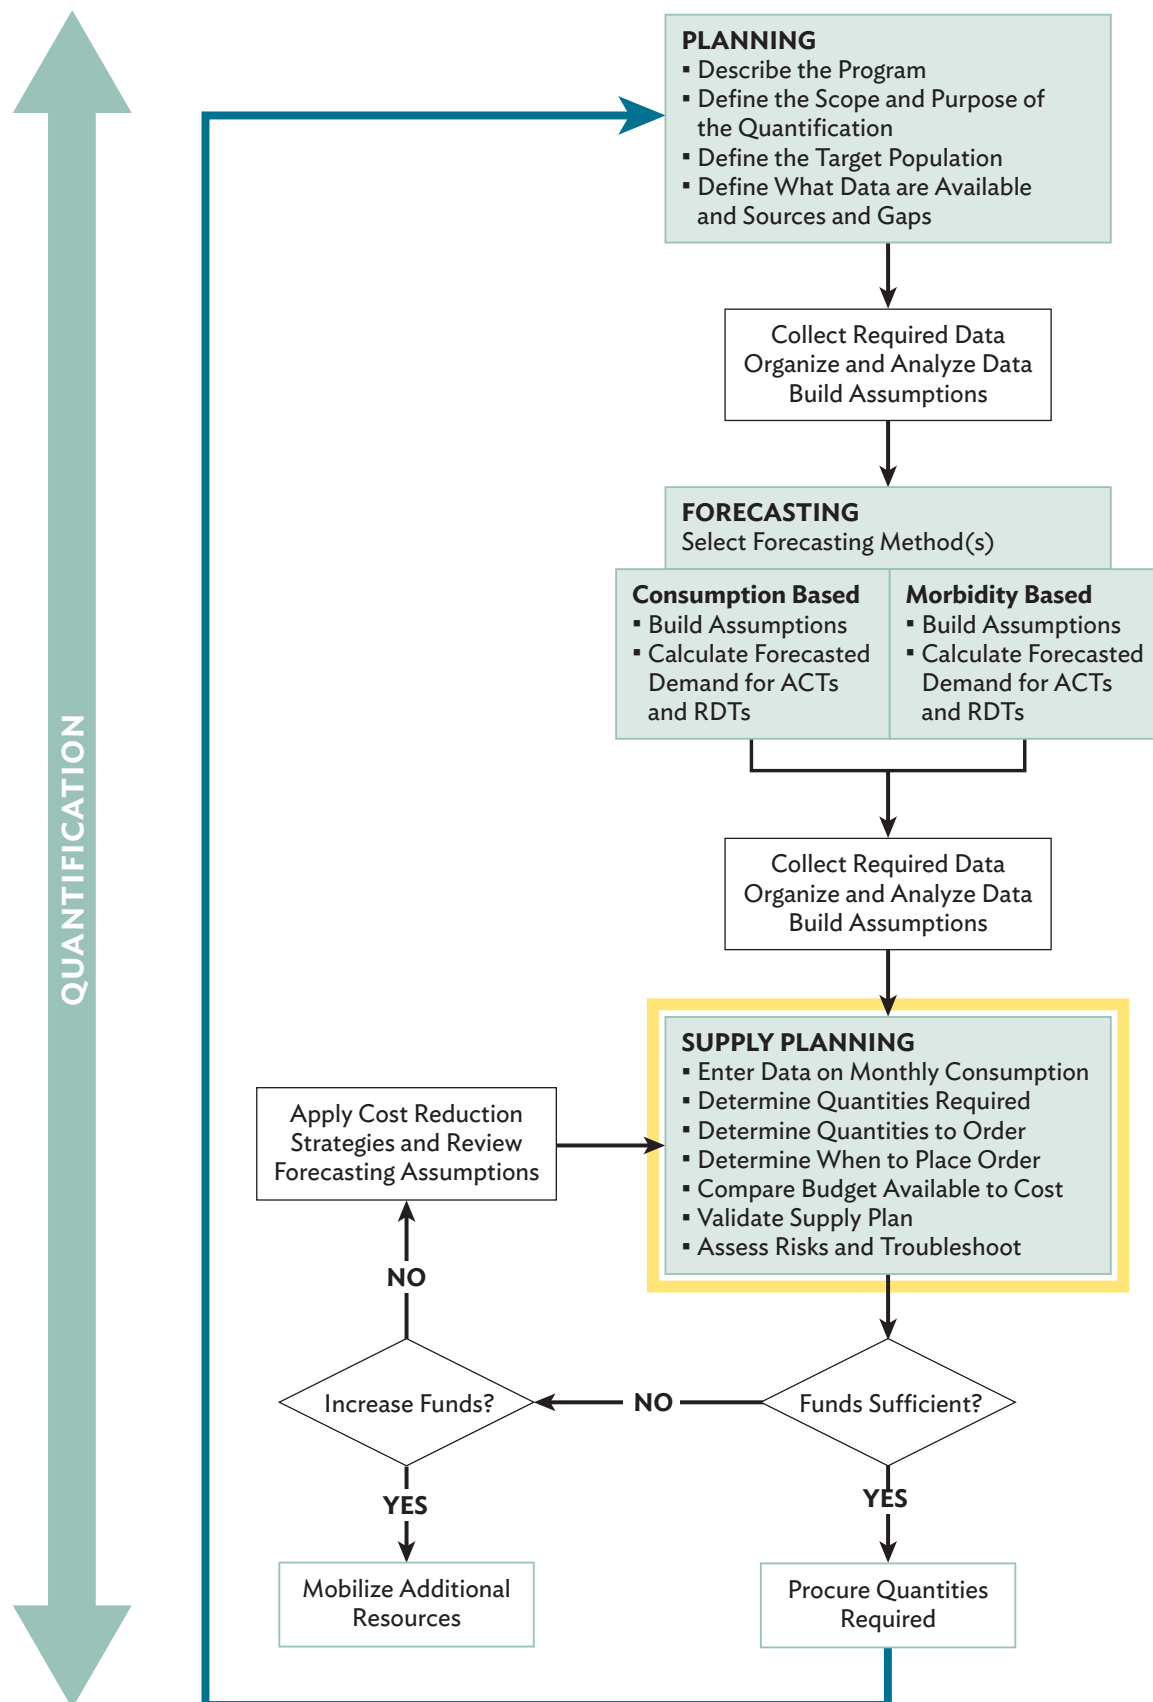 PLANNING
▪ Describe the Program
▪ Define the Scope and Purpose of
the Quantification
▪ Define the Target Population
▪ Define What Data are Available
and Sources and Gaps
Collect Required Data
Organize and Analyze Data
Build Assumptions
FORECASTING
Select Forecasting Method(s)
Consumption Based
▪ Build Assumptions
▪ Calculate Forecasted
Demand for ACTs
and RDTs
Morbidity Based
▪ Build Assumptions
▪ Calculate Forecasted
Demand for ACTs
and RDTs
QUANTIFICATION
Collect Required Data
Organize and Analyze Data
Build Assumptions
SUPPLY PLANNING
▪ Enter Data on Monthly Consumption
▪ Determine Quantities Required
▪ Determine Quantities to Order
▪ Determine When to Place Order
▪ Compare Budget Available to Cost
▪ Validate Supply Plan
▪ Assess Risks and Troubleshoot
Apply Cost Reduction
Strategies and Review
Forecasting Assumptions
NO
Increase Funds?
NO
Funds Sufficient?
YES
YES
Mobilize Additional
Resources
Procure Quantities
Required